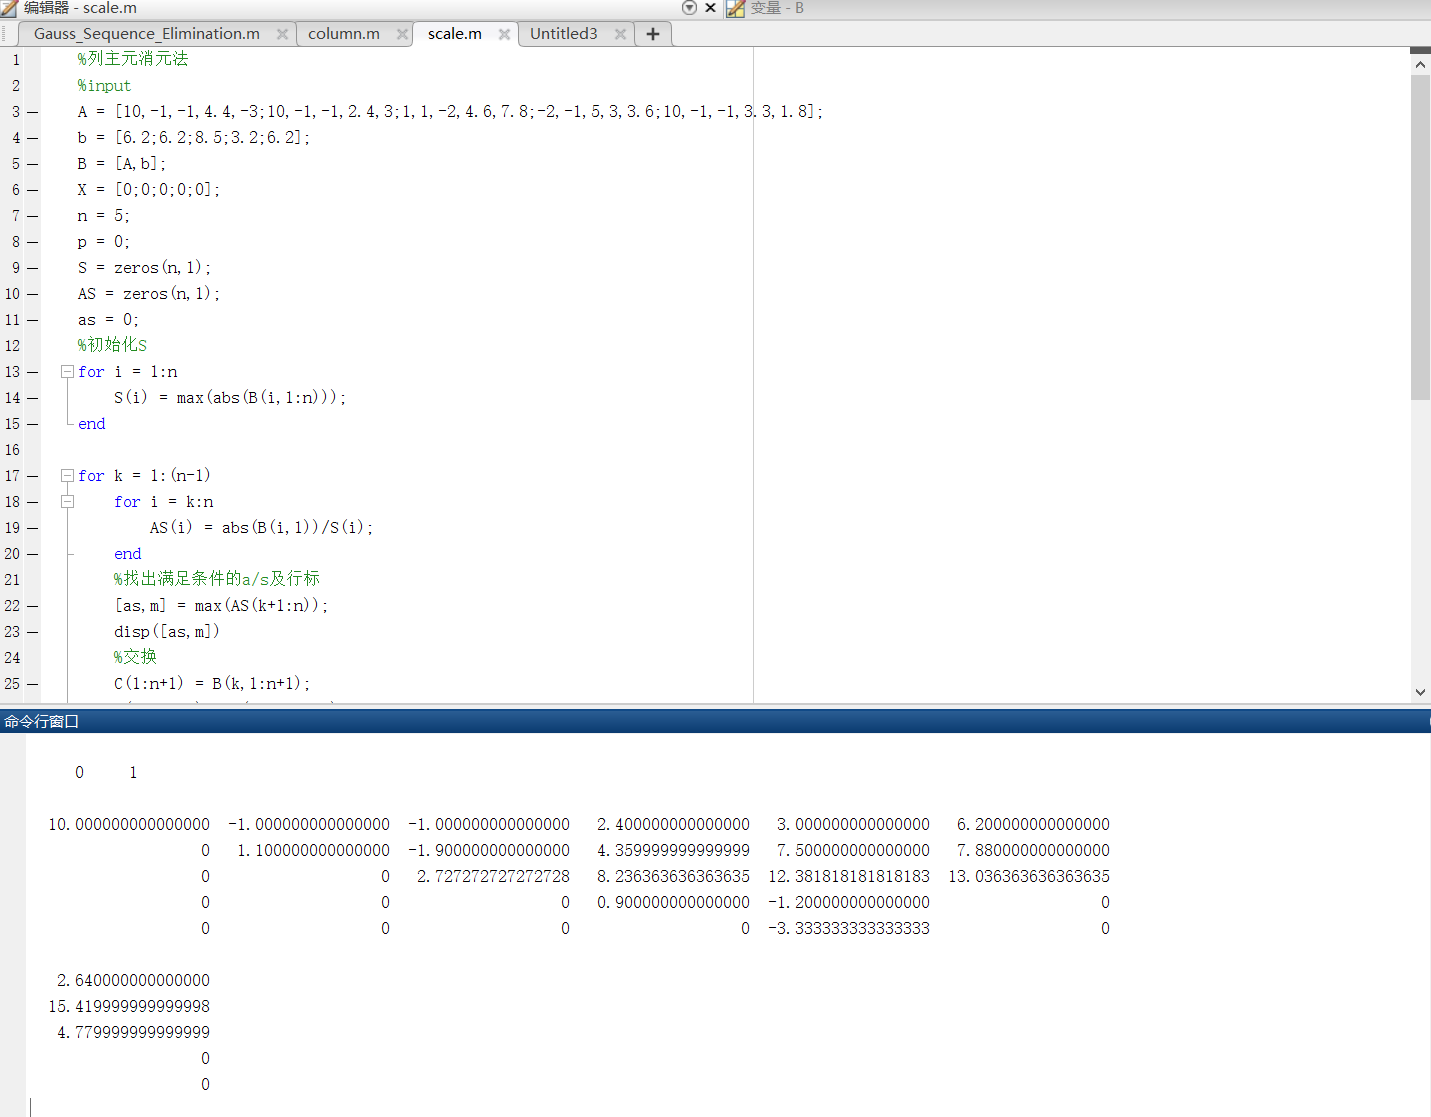 编辑器 - scale.m
变量 - B
Gauss_Sequence_Elimination.m
column.m
scale.m
Untitled3
1 %列主元消元法
2 %input
3 A = [10,-1,-1,4.4,-3;10,-1,-1,2.4,3;1,1,-2,4.6,7.8;-2,-1,5,3,3.6;10,-1,-1,3.3,1.8];
4 b = [6.2;6.2;8.5;3.2;6.2];
5 B = [A,b];
6 X = [0;0;0;0;0];
7 n = 5;
8 p = 0;
9 S = zeros(n,1);
10 AS = zeros(n,1);
11 as = 0;
12 %初始化S
13 for i = 1:n
14 S(i) = max(abs(B(i,1:n)));
15 end
16
17 for k = 1:(n-1)
18 for i = k:n
19 AS(i) = abs(B(i,1))/S(i);
20 end
21 %找出满足条件的a/s及行标
22 [as,m] = max(AS(k+1:n));
23 disp([as,m])
24 %交换
25 C(1:n+1) = B(k,1:n+1);
命令行窗口
0 1
10.000000000000000 -1.000000000000000 -1.000000000000000 2.400000000000000 3.000000000000000 6.200000000000000
0 1.100000000000000 -1.900000000000000 4.359999999999999 7.500000000000000 7.880000000000000
0 0 2.727272727272728 8.236363636363635 12.381818181818183 13.036363636363635
0 0 0 0.900000000000000 -1.200000000000000 0
0 0 0 0 -3.333333333333333 0
2.640000000000000
15.419999999999998
4.779999999999999
0
0